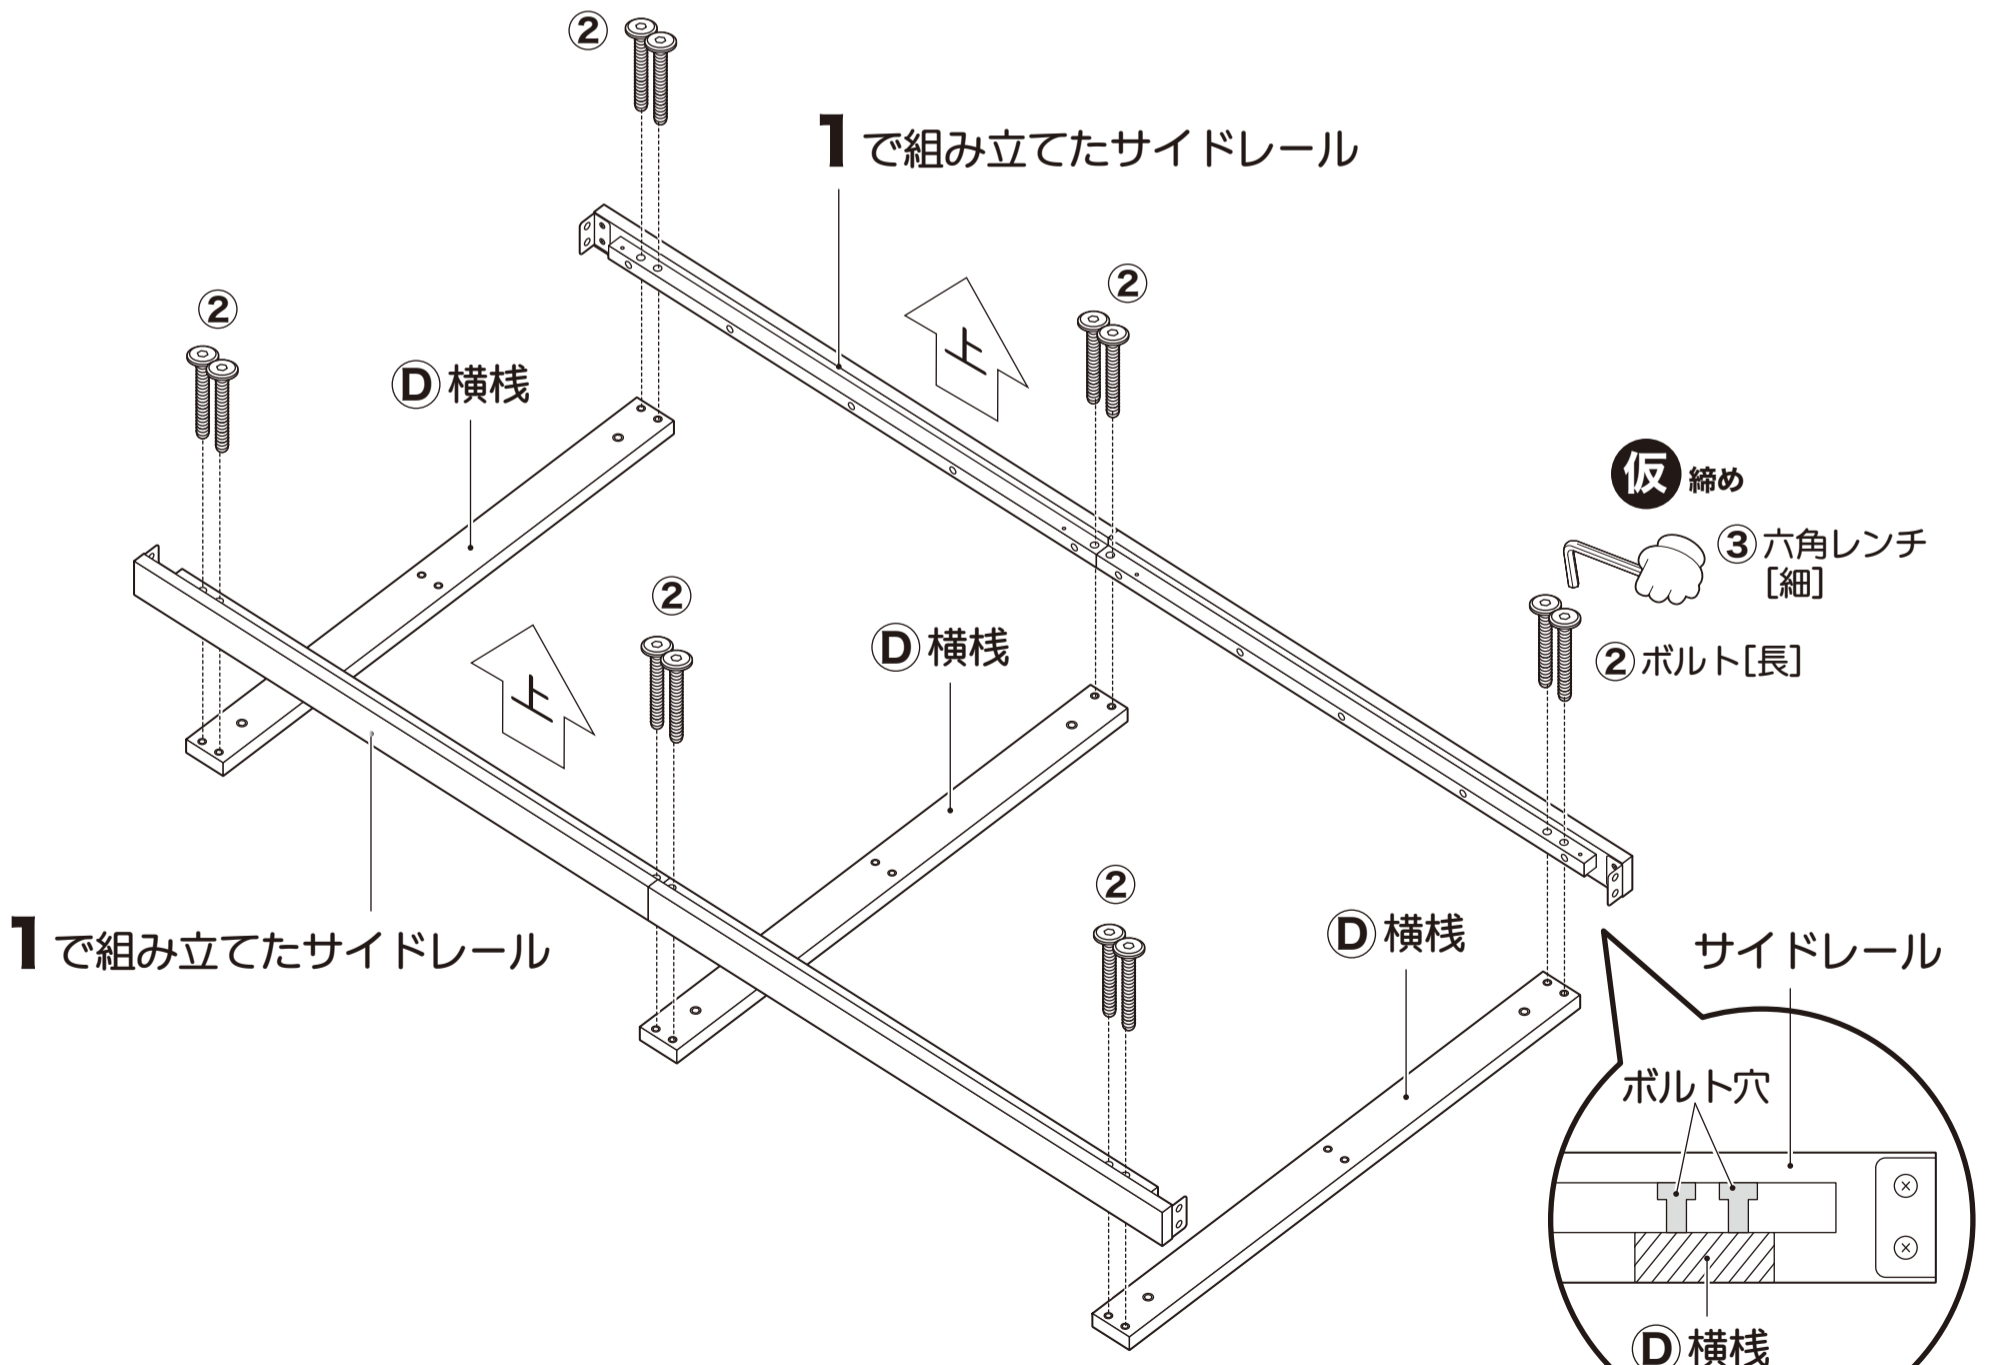 ②
1 で組み立てたサイドレール
②
②
Ⓓ 横桟
上
仮 締め
③ 六角レンチ
[細]
②
② ボルト[長]
Ⓓ 横桟
上
②
1 で組み立てたサイドレール
Ⓓ 横桟
サイドレール
ボルト穴
Ⓓ 横桟